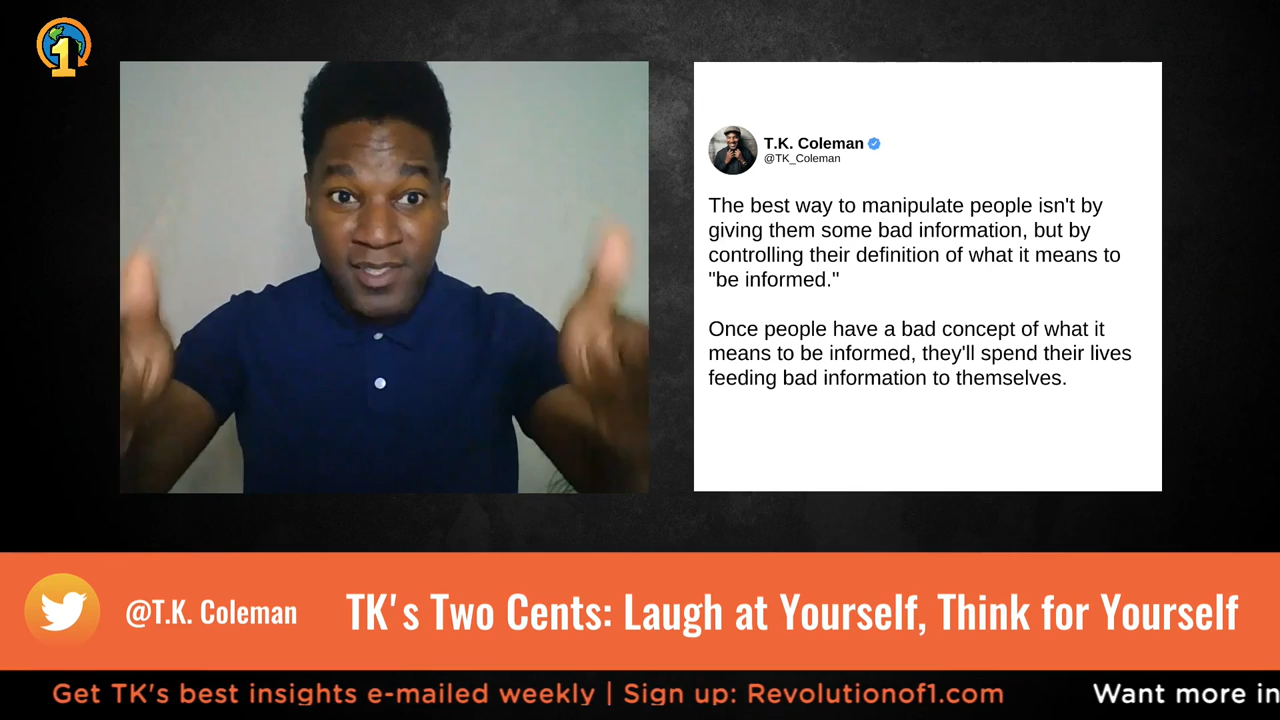 1
T.K. Coleman
@TK_Coleman
The best way to manipulate people isn't by
giving them some bad information, but by
controlling their definition of what it means to
"be informed."
Once people have a bad concept of what it
means to be informed, they'll spend their lives
feeding bad information to themselves.
@T.K. Coleman
TK's Two Cents: Laugh at Yourself, Think for Yourself
Get TK's best insights e-mailed weekly | Sign up: Revolutionof1.com
Want more in